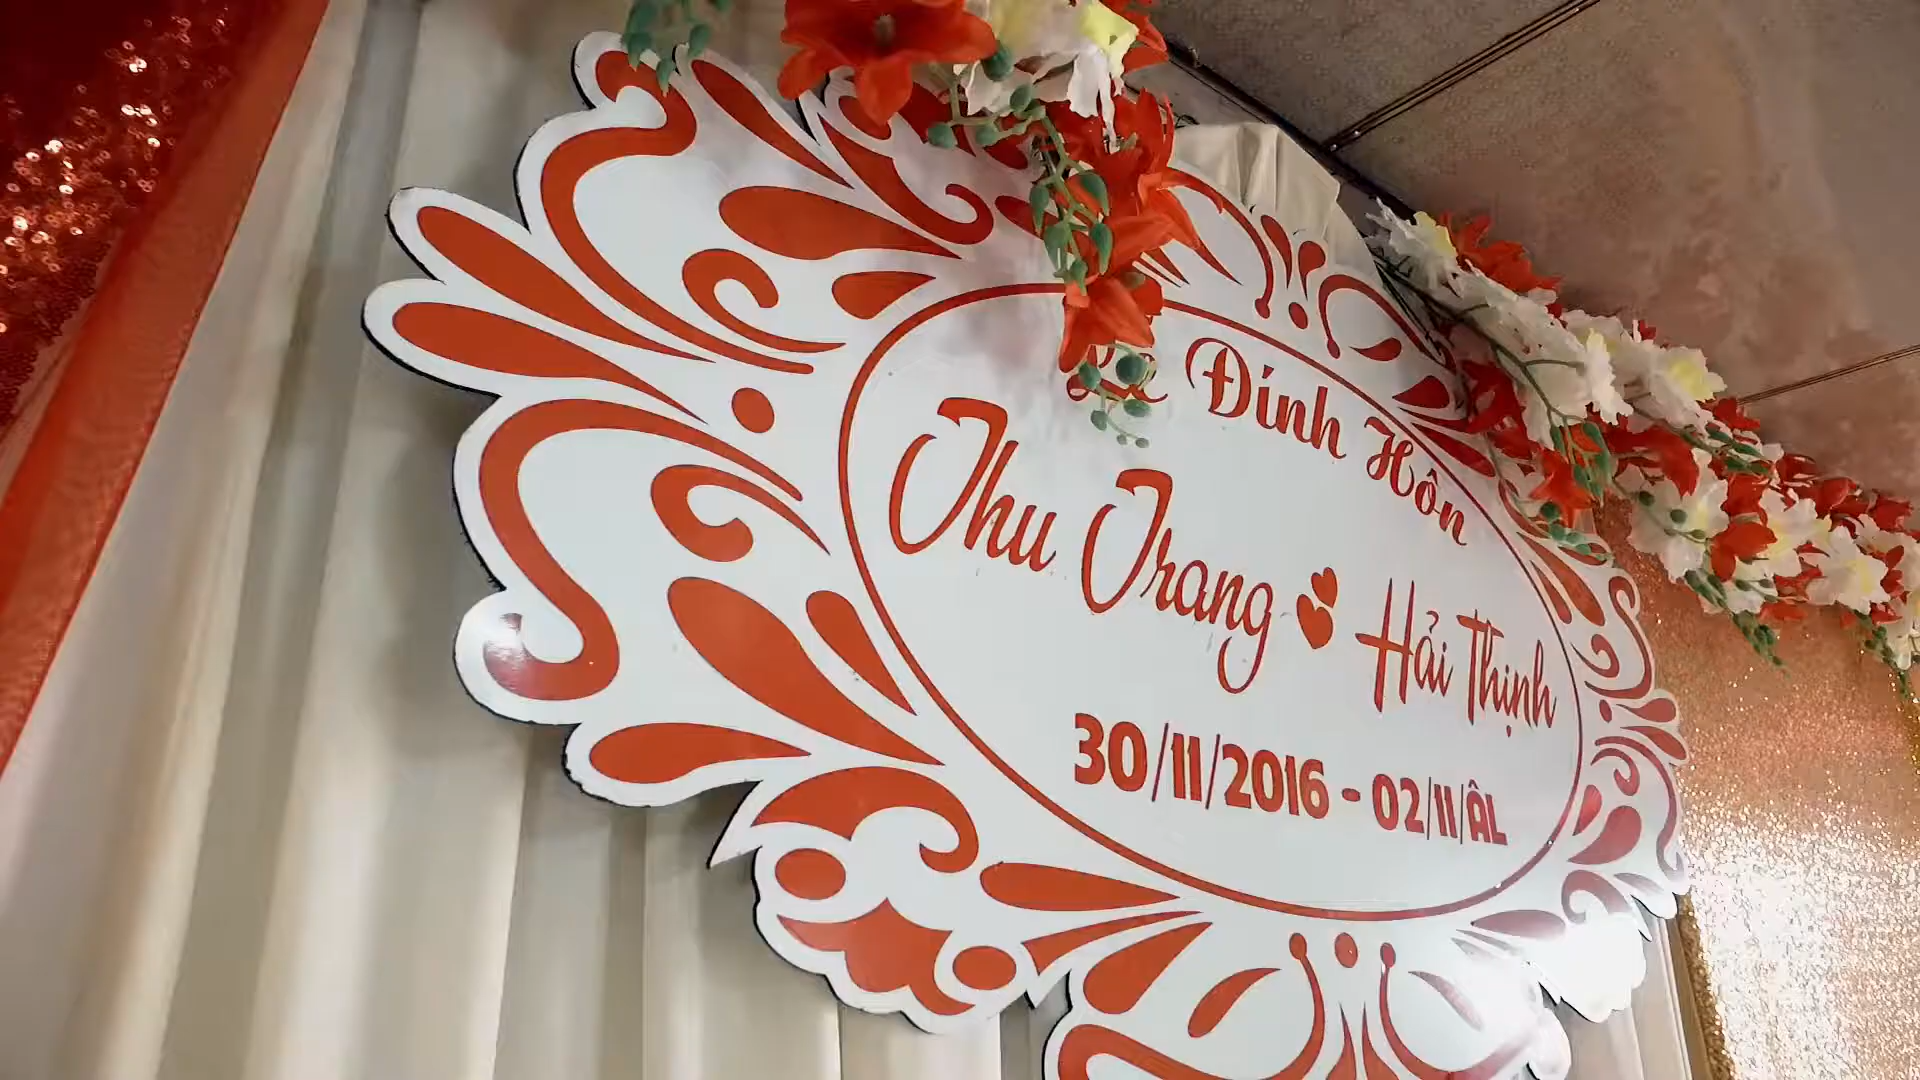 Lễ Đính Hôn
Thu Trang Hải Thịnh
30/11/2016 - 02/11/ÂL